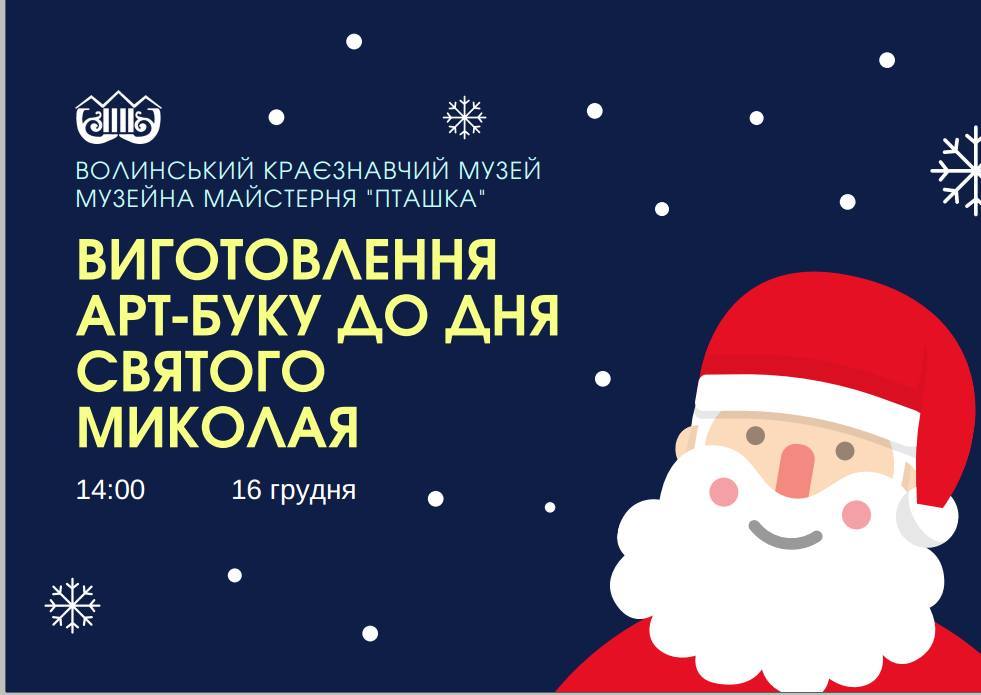 ВОЛИНСЬКИЙ КРАЄЗНАВЧИЙ МУЗЕЙ
МУЗЕЙНА МАЙСТЕРНЯ "ПТАШКА"
ВИГОТОВЛЕННЯ
АРТ-БУКУ ДО ДНЯ
СВЯТОГО
МИКОЛАЯ
14:00 16 грудня